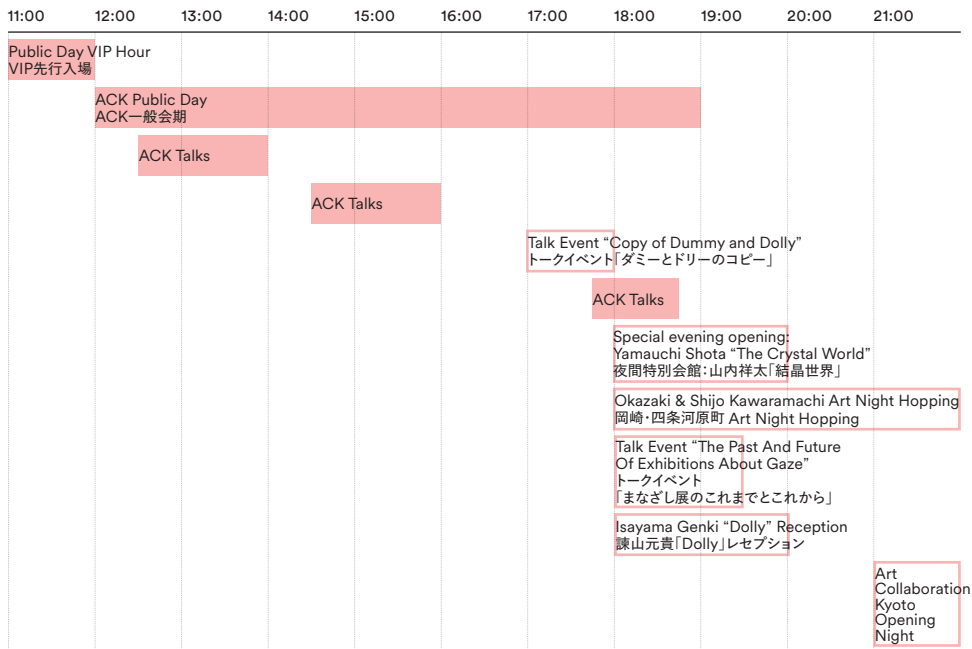 11:00 12:00 13:00 14:00 15:00 16:00 17:00 18:00 19:00 20:00 21:00
Public Day VIP Hour
VIP先行入場
ACK Public Day
ACK一般会期
ACK Talks
ACK Talks
Talk Event “Copy of Dummy and Dolly”
トークイベント「ダミーとドリーのコピー」
ACK Talks
Special evening opening:
Yamauchi Shota “The Crystal World”
夜間特別会館：山内祥太「結晶世界」
Okazaki & Shijo Kawaramachi Art Night Hopping
岡崎・四条河原町 Art Night Hopping
Talk Event “The Past And Future
Of Exhibitions About Gaze”
トークイベント
「まなざし展のこれまでとこれから」
Isayama Genki “Dolly” Reception
諫山元貴「Dolly」レセプション
Art
Collaboration
Kyoto
Opening
Night